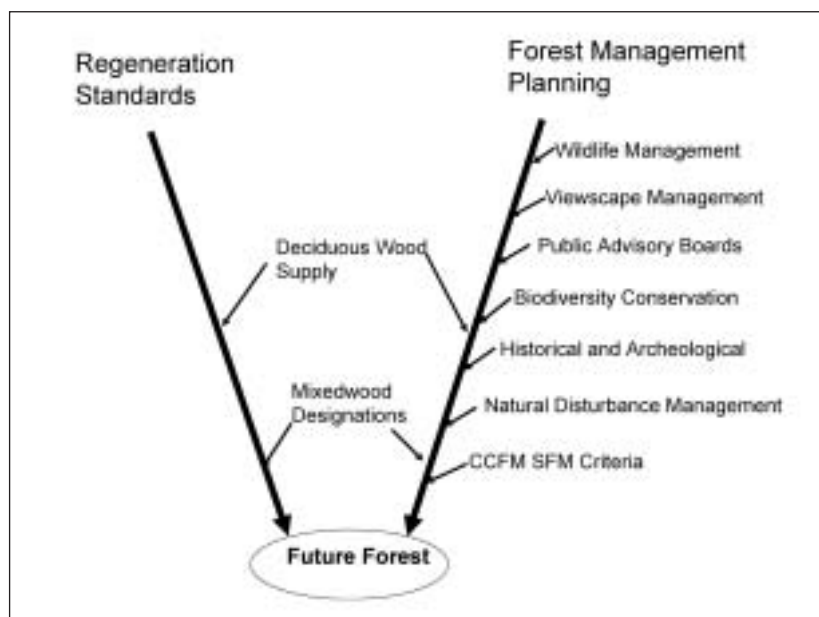 Regeneration
Standards
Forest Management
Planning
Wildlife Management
Viewscape Management
Public Advisory Boards
Deciduous Wood
Supply
Biodiversity Conservation
Historical and Archeological
Mixedwood
Designations
Natural Disturbance Management
CCFM SFM Criteria
Future Forest